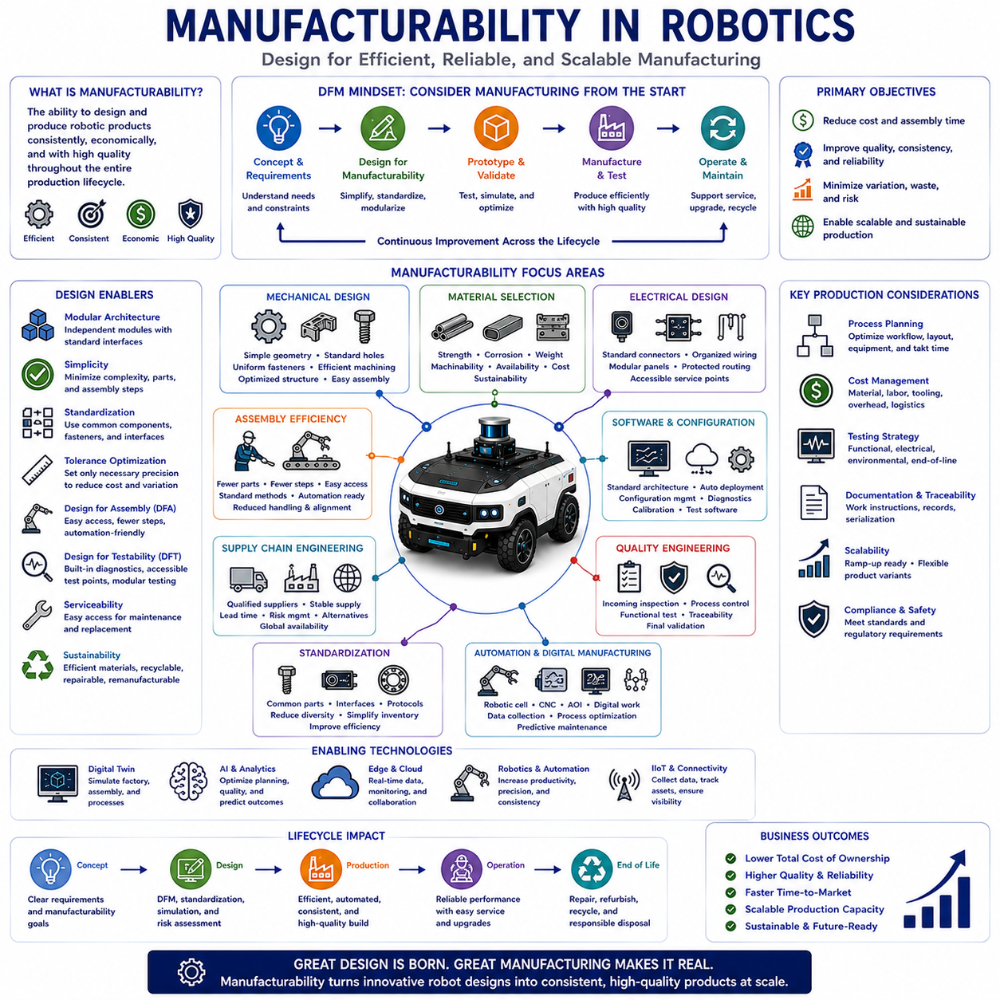 MANUFACTURABILITY IN ROBOTICS
Design for Efficient, Reliable, and Scalable Manufacturing
WHAT IS MANUFACTURABILITY?
The ability to design and
produce robotic products
consistently, economically,
and with high quality
throughout the entire
production lifecycle.
Efficient
Consistent
Economic
High Quality
DFM MINDSET: CONSIDER MANUFACTURING FROM THE START
Concept &
Requirements
Understand needs
and constraints
Design for
Manufacturability
Simplify, standardize,
modularize
Prototype &
Validate
Test, simulate, and
optimize
Manufacture
& Test
Produce efficiently
with high quality
Operate &
Maintain
Support service,
upgrade, recycle
Continuous Improvement Across the Lifecycle
PRIMARY OBJECTIVES
Reduce cost and assembly time
Improve quality, consistency,
and reliability
Minimize variation, waste,
and risk
Enable scalable and sustainable
production
DESIGN ENABLERS
Modular Architecture
Independent modules with
standard interfaces
Simplicity
Minimize complexity, parts,
and assembly steps
Standardization
Use common components,
fasteners, and interfaces
Tolerance Optimization
Set only necessary precision
to reduce cost and variation
Design for Assembly (DFA)
Easy access, fewer steps,
automation-friendly
Design for Testability (DFT)
Built-in diagnostics, accessible
test points, modular testing
Serviceability
Easy access for maintenance
and replacement
Sustainability
Efficient materials, recyclable,
repairable, remanufacturable
MANUFACTURABILITY FOCUS AREAS
MECHANICAL DESIGN
Simple geometry • Standard holes
Uniform fasteners • Efficient machining
Optimized structure • Easy assembly
MATERIAL SELECTION
Strength • Corrosion • Weight
Machinability • Availability • Cost
Sustainability
ELECTRICAL DESIGN
Standard connectors • Organized wiring
Modular panels • Protected routing
Accessible service points
ASSEMBLY EFFICIENCY
Fewer parts • Fewer steps • Easy access
Standard methods • Automation ready
Reduced handling & alignment
SOFTWARE & CONFIGURATION
Standard architecture • Auto deployment
Configuration mgmt • Diagnostics
Calibration • Test software
SUPPLY CHAIN ENGINEERING
Qualified suppliers • Stable supply
Lead time • Risk mgmt • Alternatives
Global availability
QUALITY ENGINEERING
Incoming inspection • Process control
Functional test • Traceability
Final validation
STANDARDIZATION
Common parts • Interfaces • Protocols
Reduce diversity • Simplify inventory
Improve efficiency
AUTOMATION & DIGITAL MANUFACTURING
Robotic cell • CNC • AOI • Digital work
Data collection • Process optimization
Predictive maintenance
KEY PRODUCTION CONSIDERATIONS
Process Planning
Optimize workflow, layout,
equipment, and takt time
Cost Management
Material, labor, tooling,
overhead, logistics
Testing Strategy
Functional, electrical,
environmental, end-of-line
Documentation & Traceability
Work instructions, records,
serialization
Scalability
Ramp-up ready • Flexible
product variants
Compliance & Safety
Meet standards and
regulatory requirements
ENABLING TECHNOLOGIES
Digital Twin
Simulate factory,
assembly, and
processes
AI & Analytics
Optimize planning,
quality, and
predict outcomes
Edge & Cloud
Real-time data,
monitoring, and
collaboration
Robotics & Automation
Increase productivity,
precision, and
consistency
IIoT & Connectivity
Collect data, track
assets, ensure
visibility
LIFECYCLE IMPACT
Concept
Clear requirements
and manufacturability
goals
Design
DFM, standardization,
simulation, and
risk assessment
Production
Efficient, automated,
consistent, and
high-quality build
Operation
Reliable performance
with easy service
and upgrades
End of Life
Repair, refurbish,
recycle, and
responsible disposal
BUSINESS OUTCOMES
Lower Total Cost of Ownership
Higher Quality & Reliability
Faster Time-to-Market
Scalable Production Capacity
Sustainable & Future-Ready
GREAT DESIGN IS BORN. GREAT MANUFACTURING MAKES IT REAL.
Manufacturability turns innovative robot designs into consistent, high-quality products at scale.